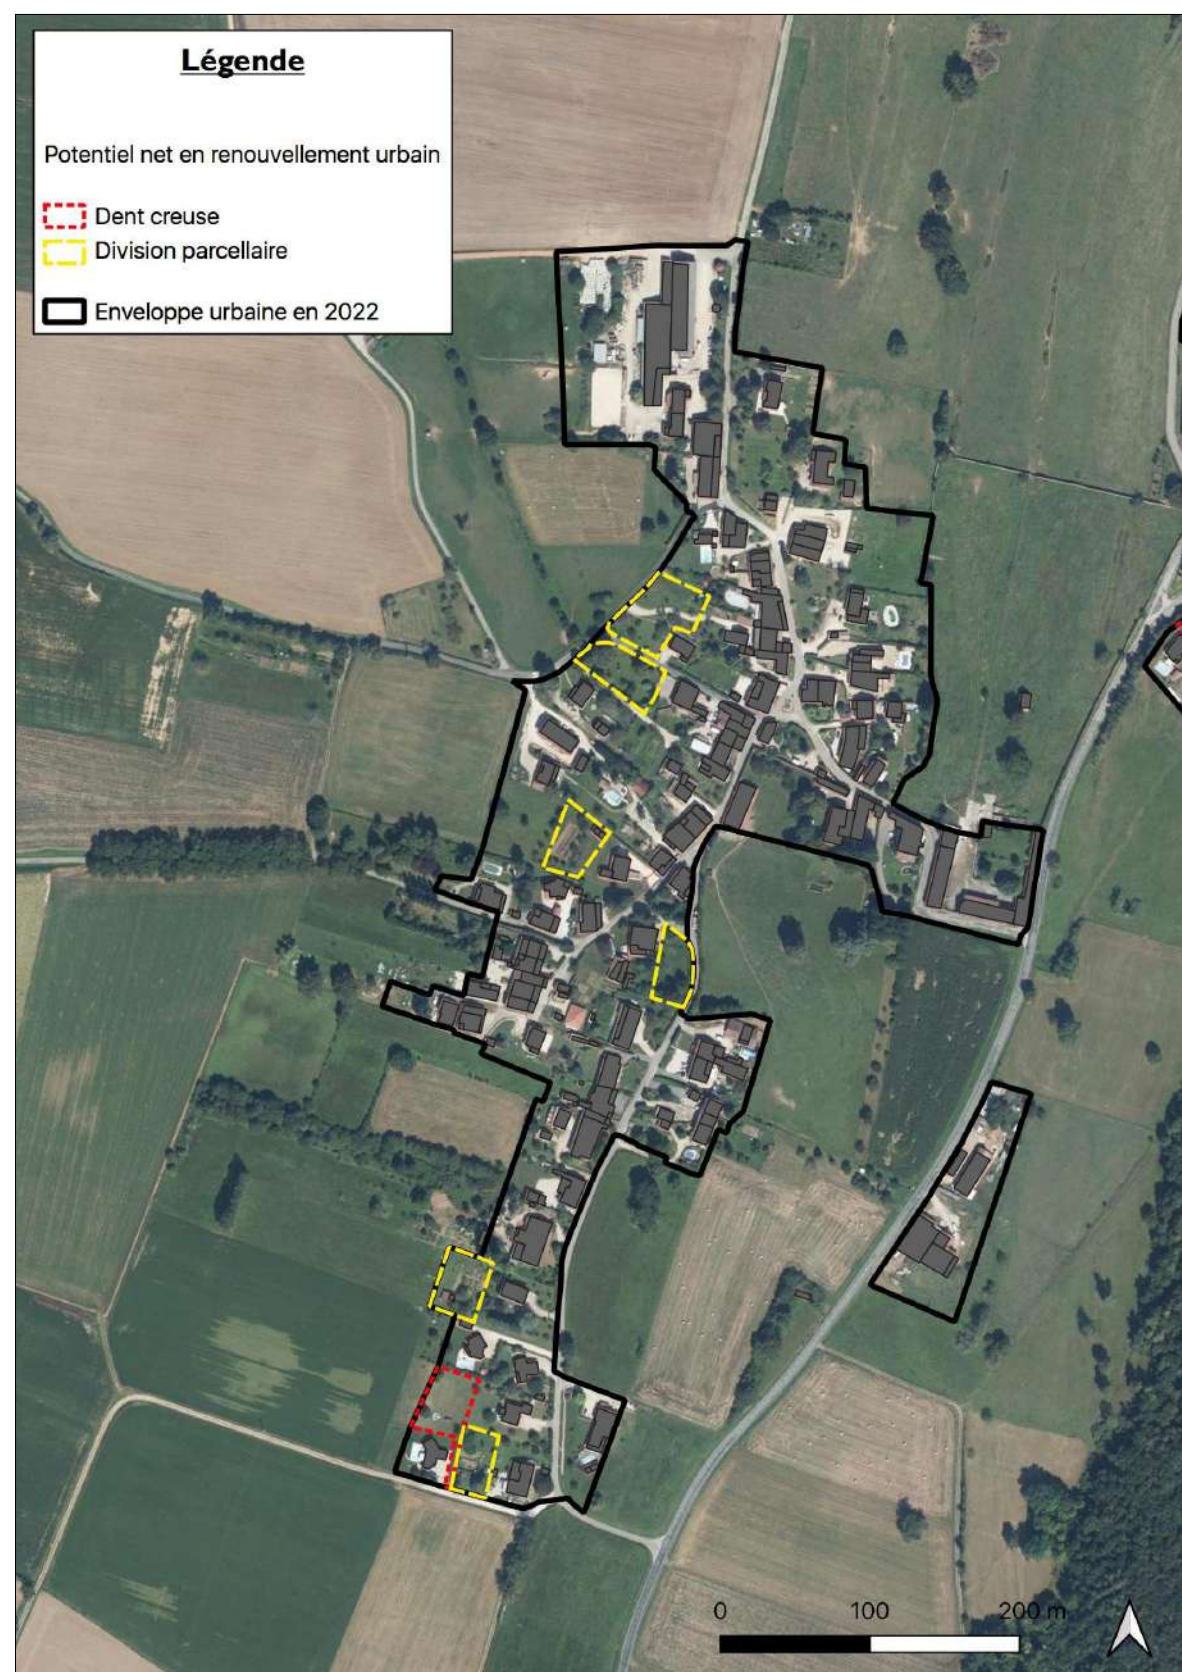 Légende
Potentiel net en renouvellement urbain
Dent creuse
Division parcellaire
Enveloppe urbaine en 2022
0 100 200 m